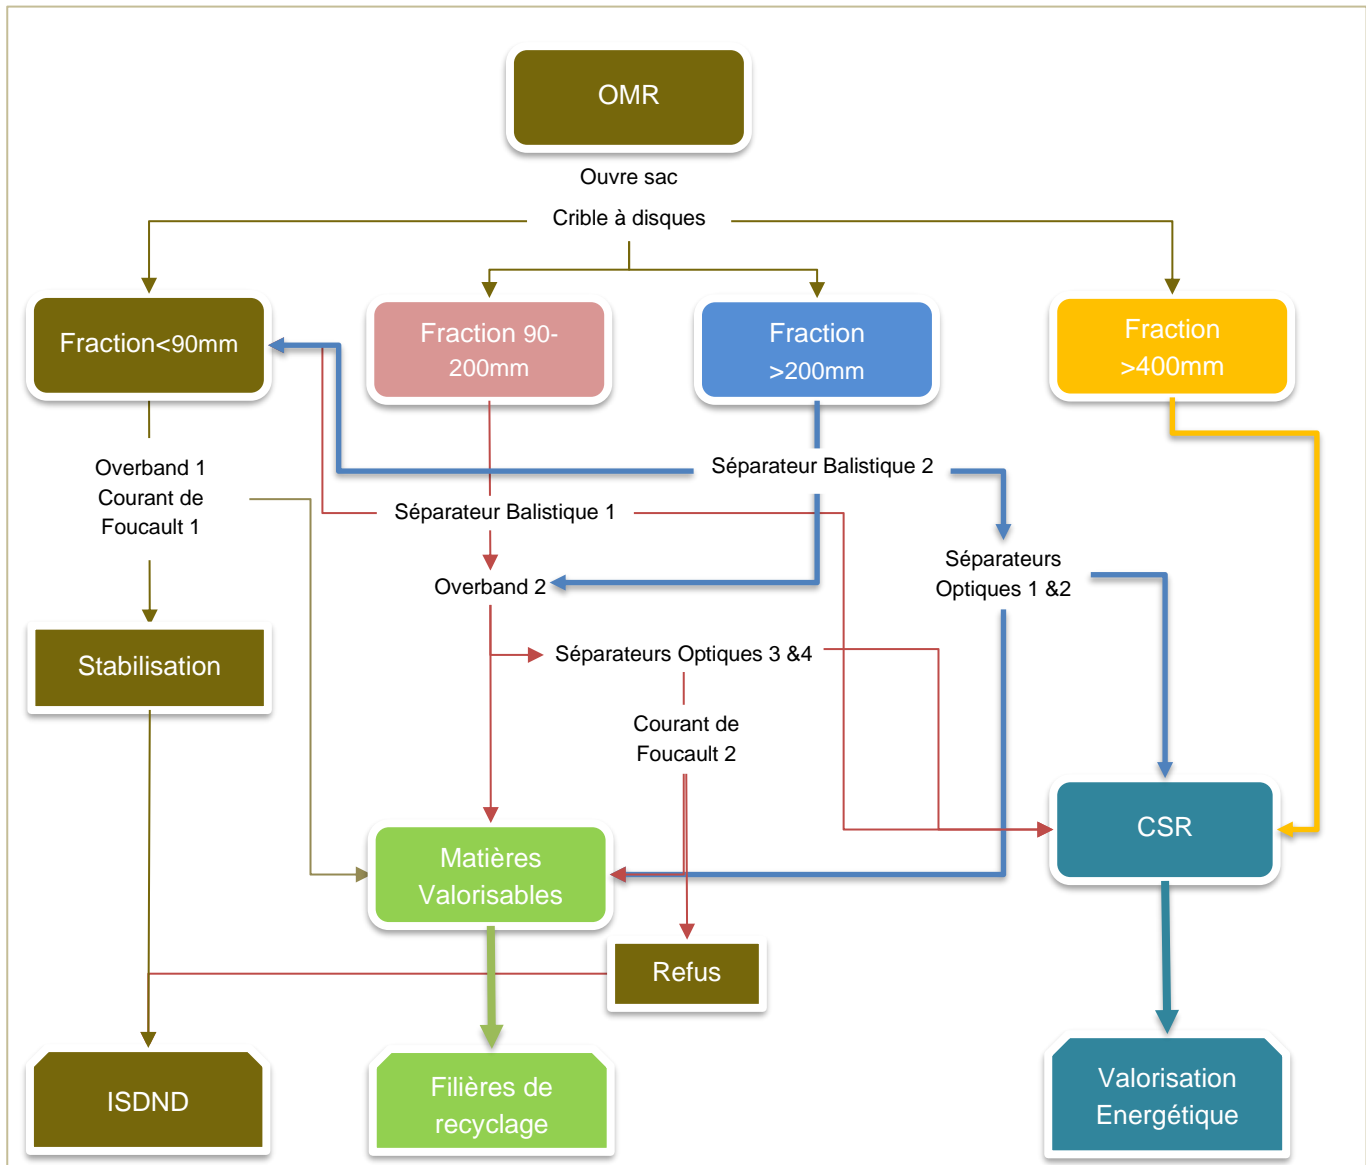 OMR
Ouvre sac
Crible à disques
Fraction<90mm
Fraction 90-
200mm
Fraction
>200mm
Fraction
>400mm
Overband 1
Courant de
Foucault 1
Séparateur Balistique 2
Séparateur Balistique 1
Overband 2
Séparateurs
Optiques 1 &2
Séparateurs Optiques 3 &4
Stabilisation
Courant de
Foucault 2
CSR
Matières
Valorisables
Refus
ISDND
Filières de
recyclage
Valorisation
Energétique